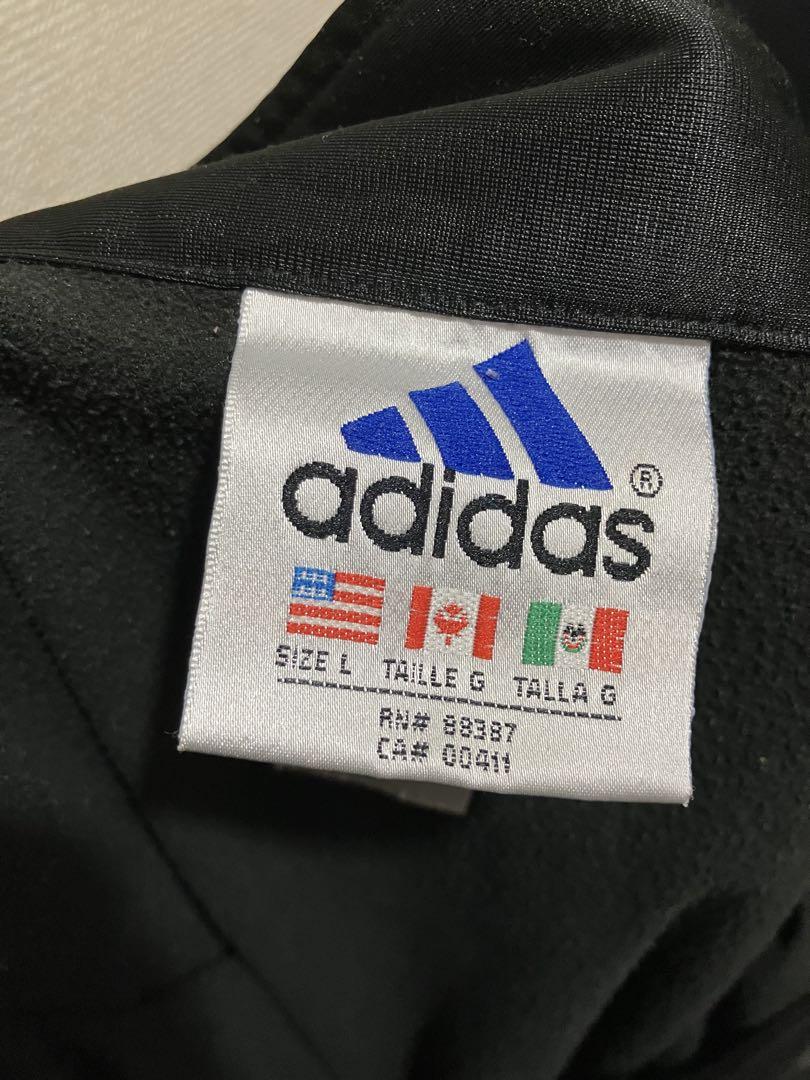 adidas ®
SIZE L TAILLE G TALLA G
RN# 88387
CA# 00411